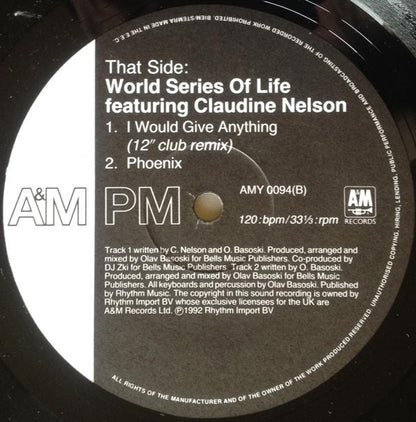 ALL RIGHTS OF THE MANUFACTURER AND OF THE OWNER OF THE WORK PRODUCED RESERVED. UNAUTHORISED COPYING, HIRING, LENDING, PUBLIC PERFORMANCE AND BROADCASTING OF THE RECORDED WORK PROHIBITED. BIEM/STEMRA MADE IN THE E.E.C.
That Side:
World Series Of Life
featuring Claudine Nelson
1. I Would Give Anything
(12" club remix)
2. Phoenix
AMY 0094(B)
A&M PM
120:bpm/33⅓:rpm
A&M
RECORDS
Track 1 written by C. Nelson and O. Basoski. Produced, arranged and
mixed by Olav Basoski for Bells Music Publishers. Co-produced by
DJ Zki for Bells Music Publishers Track 2 written by O. Basoski.
Produced, arranged and mixed by Olav Basoski for Bells Music
Publishers. All keyboards and percussion by Olav Basoski. Published
by Rhythm Music. The copyright in this sound recording is owned by
Rhythm Import BV whose exclusive licensees for the UK are
A&M Records Ltd. ℗1992 Rhythm Import BV